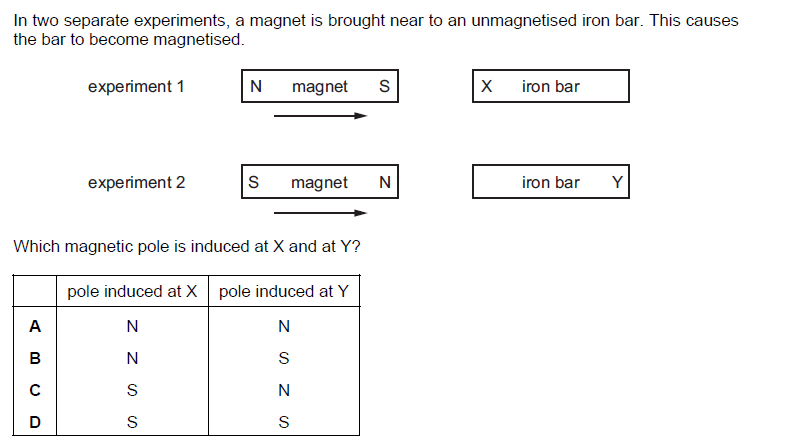 In two separate experiments, a magnet is brought near to an unmagnetised iron bar. This causes
the bar to become magnetised.
experiment 1 N magnet S X iron bar
experiment 2 S magnet N iron bar Y
Which magnetic pole is induced at X and at Y?
pole induced at X pole induced at Y
A N N
B N S
C S N
D S S